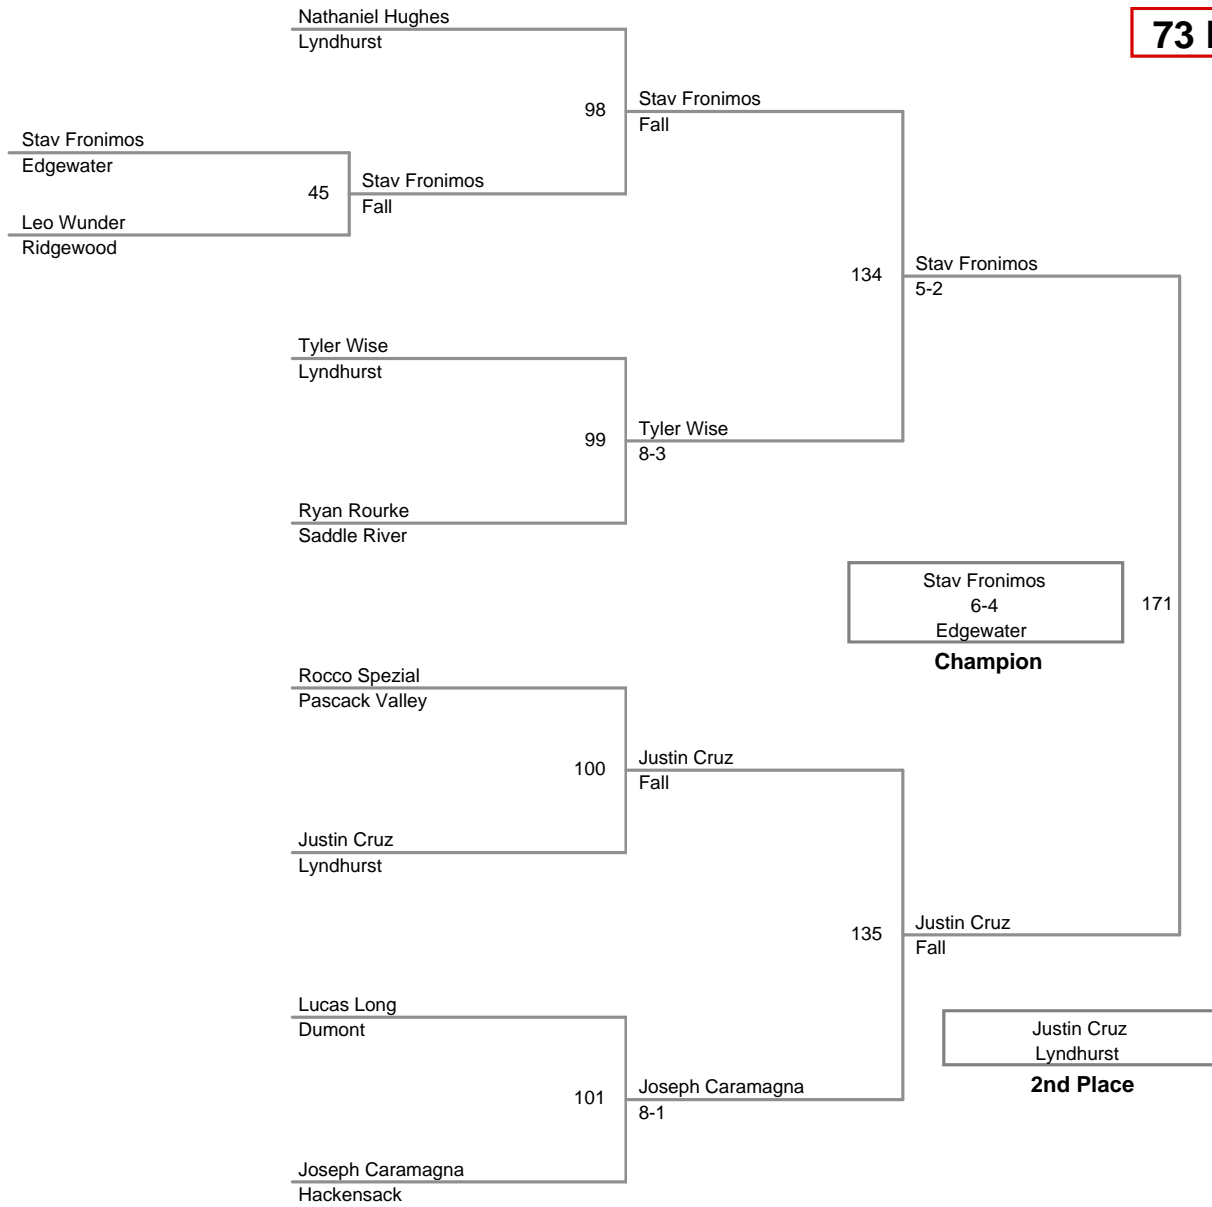 Nathaniel Hughes
Lyndhurst
73
98
Stav Fronimos
Fall
Stav Fronimos
Edgewater
45
Stav Fronimos
Fall
Leo Wunder
Ridgewood
134
Stav Fronimos
5-2
Tyler Wise
Lyndhurst
99
Tyler Wise
8-3
Ryan Rourke
Saddle River
Stav Fronimos
6-4
Edgewater
171
Champion
Rocco Spezial
Pascack Valley
100
Justin Cruz
Fall
Justin Cruz
Lyndhurst
135
Justin Cruz
Fall
Lucas Long
Dumont
Justin Cruz
Lyndhurst
2nd Place
101
Joseph Caramagna
8-1
Joseph Caramagna
Hackensack